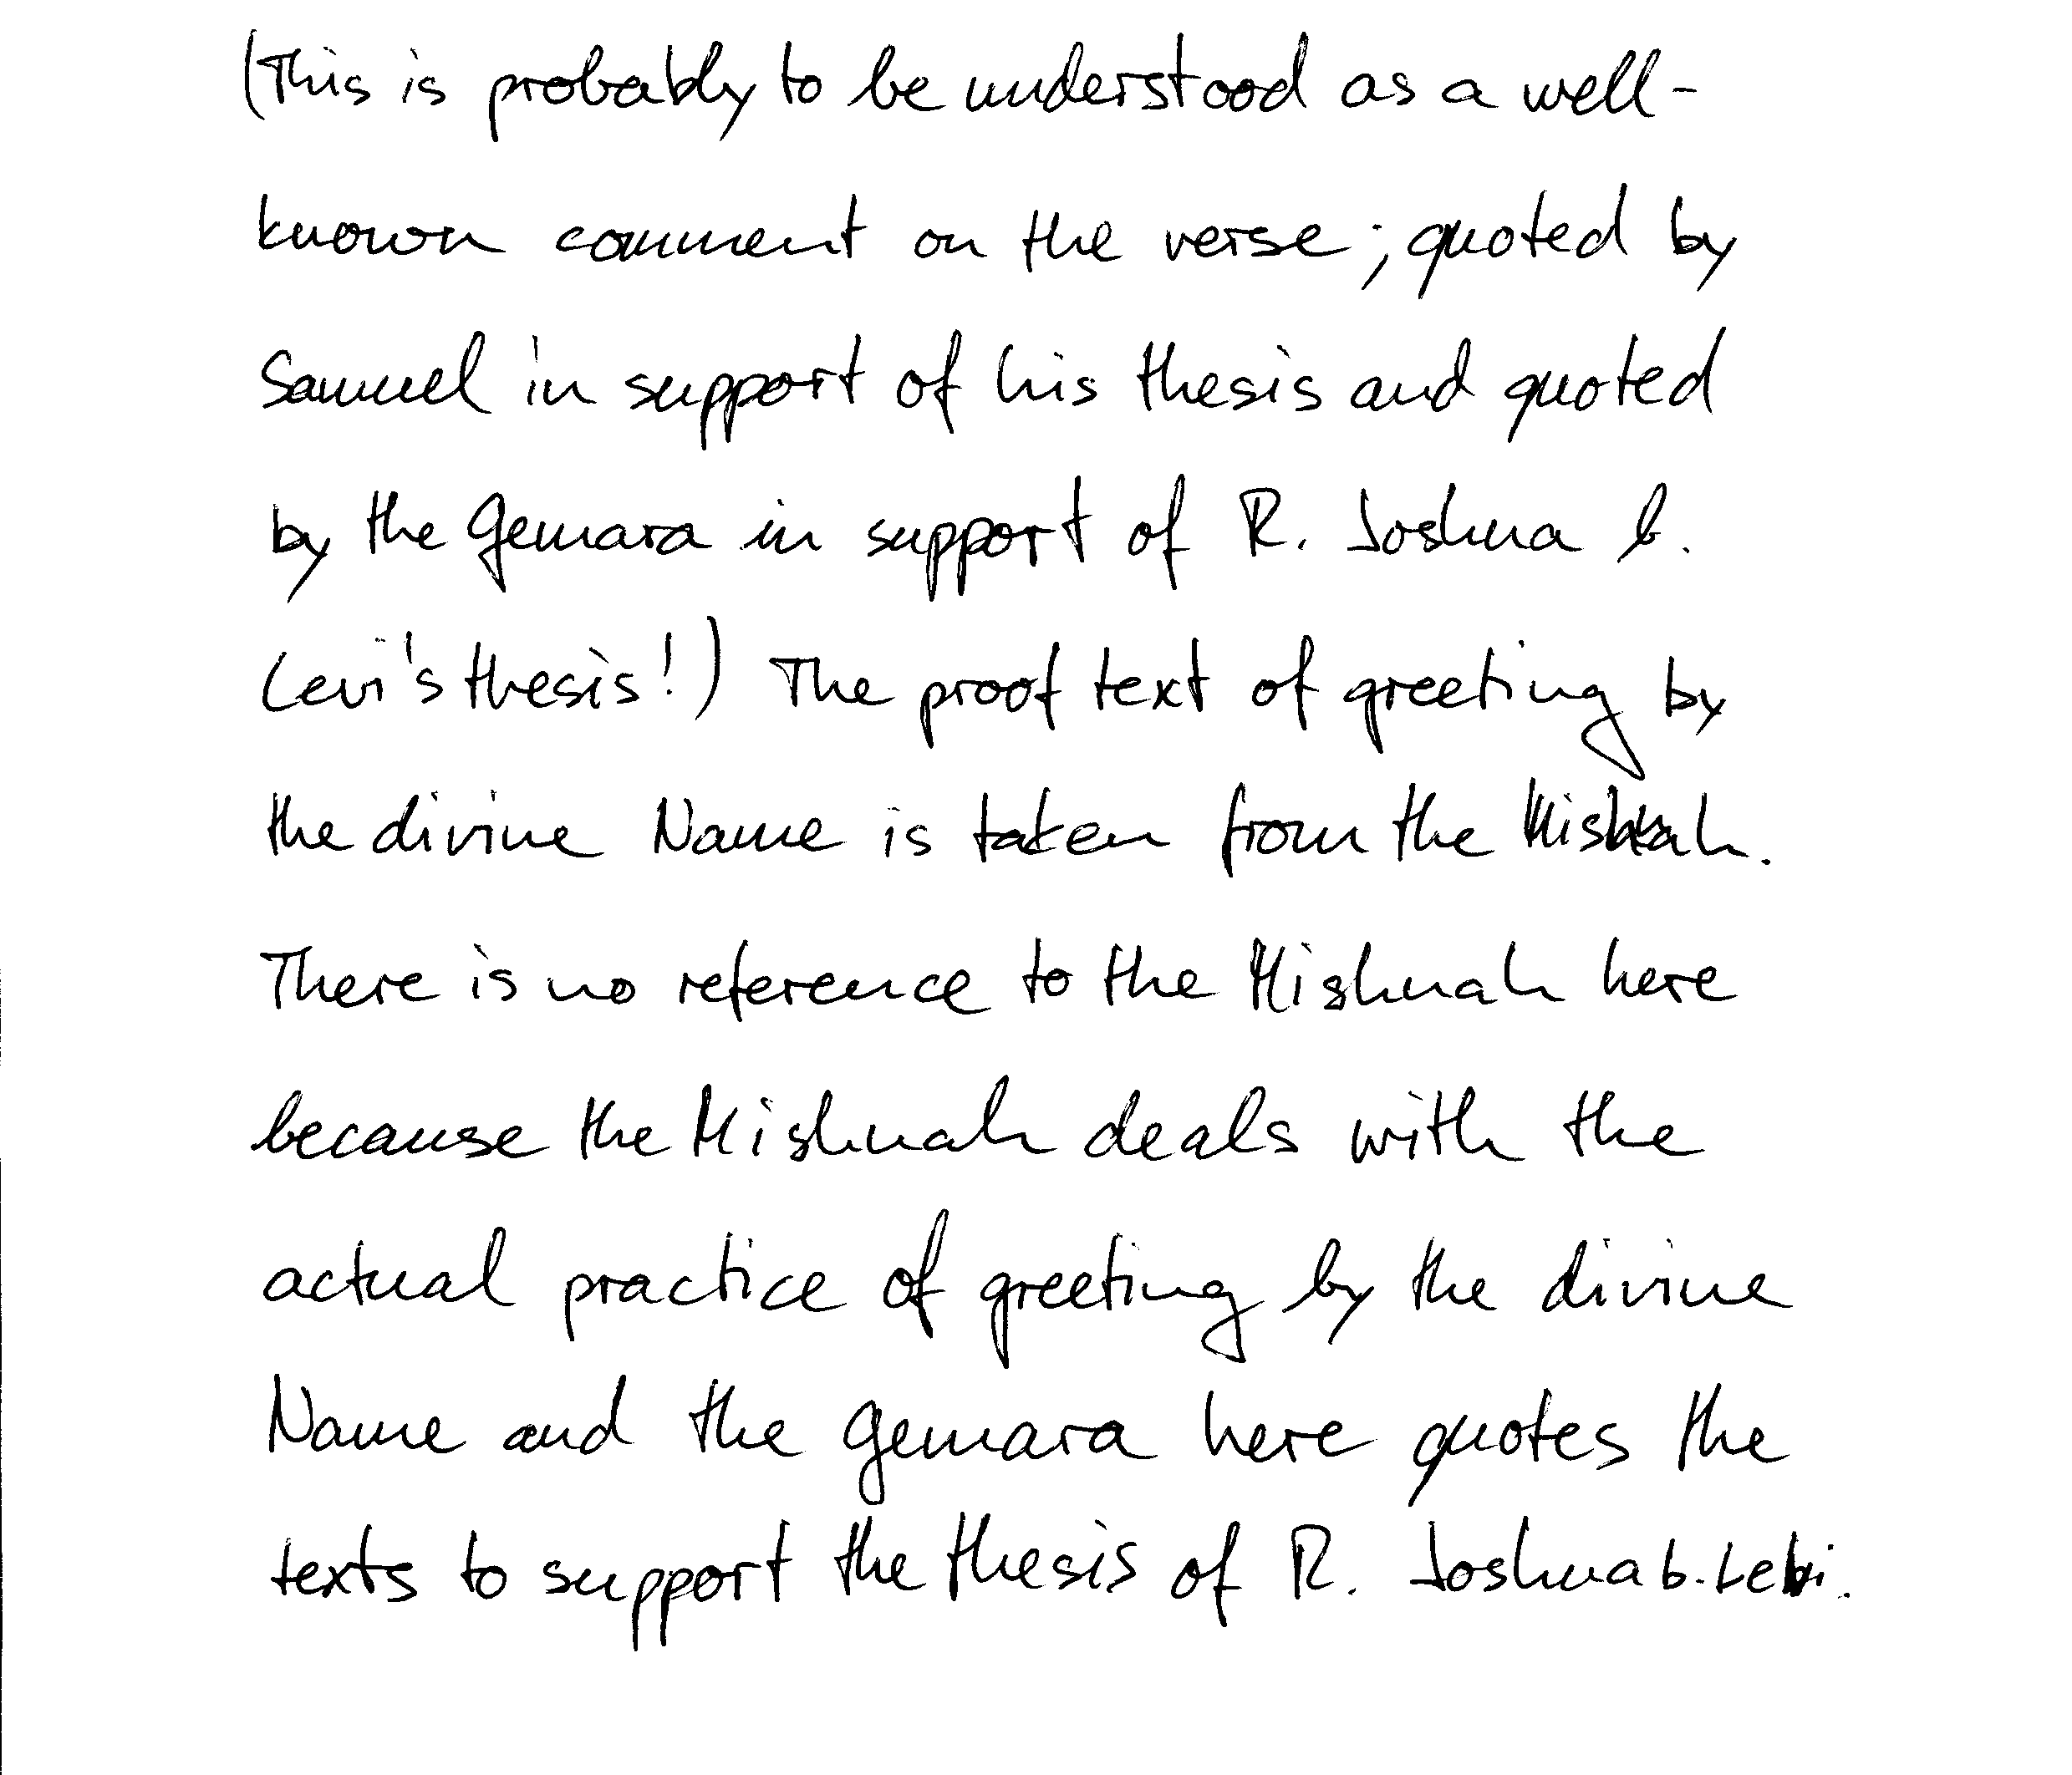 (This is probably to be understood as a well-
known comment on the verse; quoted by
Samuel in support of his thesis and quoted
by the Gemara in support of R. Joshua b.
Levi's thesis!) The proof text of greeting by
the divine Name is taken from the Mishnah.
There is no reference to the Mishnah here
because the Mishnah deals with the
actual practice of greeting by the divine
Name and the Gemara here quotes the
texts to support the thesis of R. Joshua b. Levi.